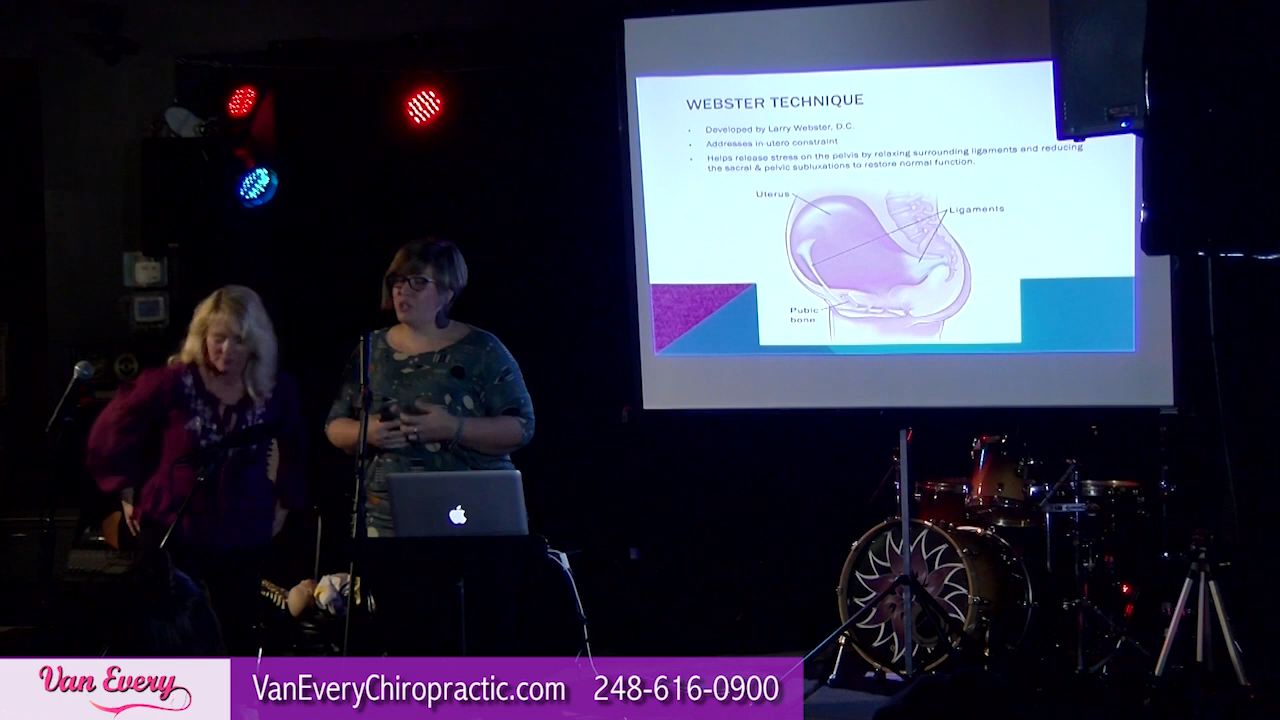 WEBSTER TECHNIQUE
Developed by Larry Webster, D.C.
Addresses in-utero constraint
Helps release stress on the pelvis by relaxing surrounding ligaments and reducing
the sacral & pelvic subluxations to restore normal function.
Uterus
Ligaments
Pubic
bone
Van Every
VanEveryChiropractic.com 248-616-0900